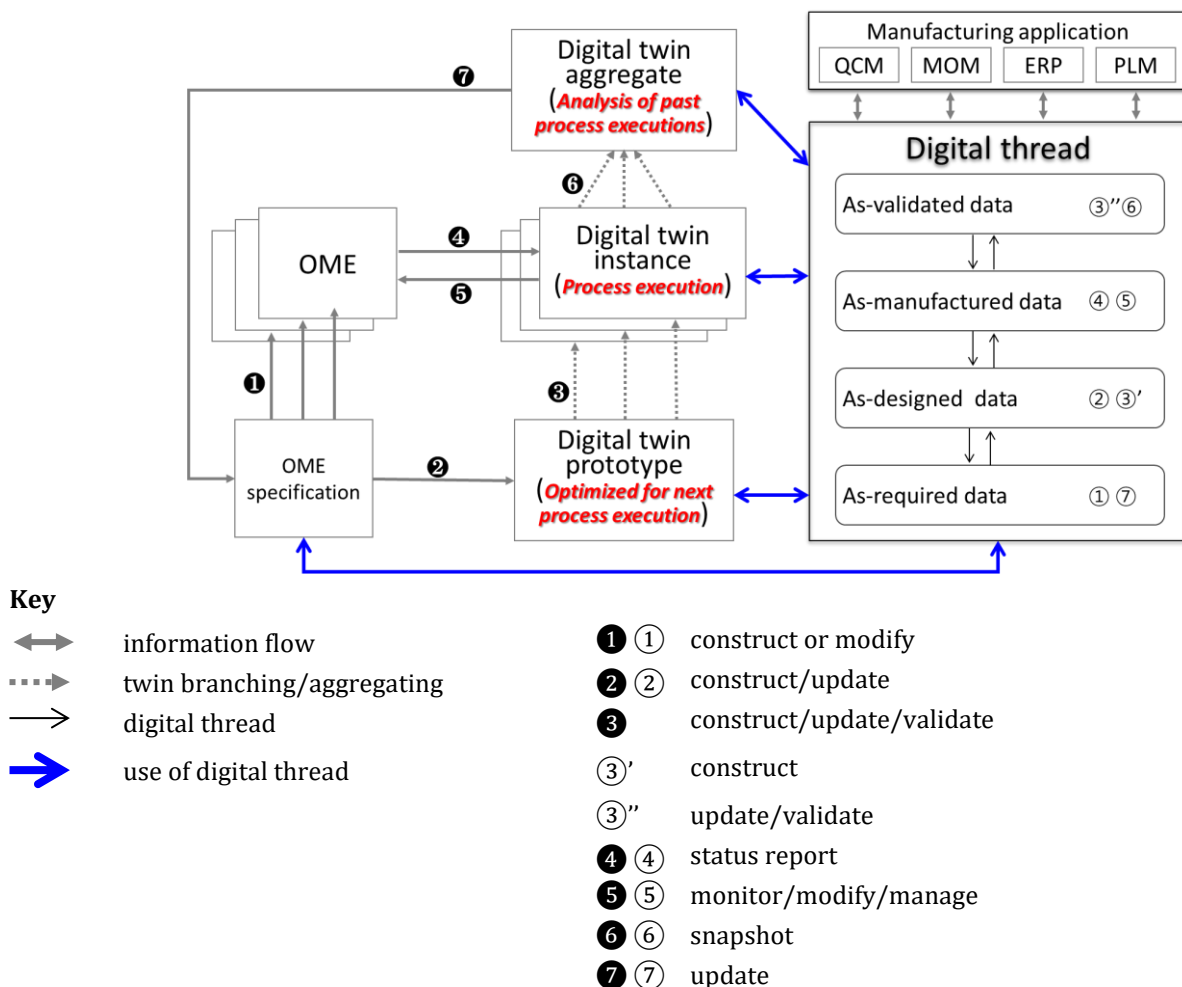 Digital twin
aggregate
(Analysis of past
process executions)
❼
Manufacturing application
QCM MOM ERP PLM
Digital thread
❻
As-validated data ③’’ ⑥
OME
❹
❺
Digital twin
instance
(Process execution)
As-manufactured data ④ ⑤
❶
❸
As-designed data ② ③’
OME
specification
❷
Digital twin
prototype
(Optimized for next
process execution)
As-required data ① ⑦
Key
information flow
twin branching/aggregating
digital thread
use of digital thread
❶ ① construct or modify
❷ ② construct/update
❸ construct/update/validate
③’ construct
③’’ update/validate
❹ ④ status report
❺ ⑤ monitor/modify/manage
❻ ⑥ snapshot
❼ ⑦ update